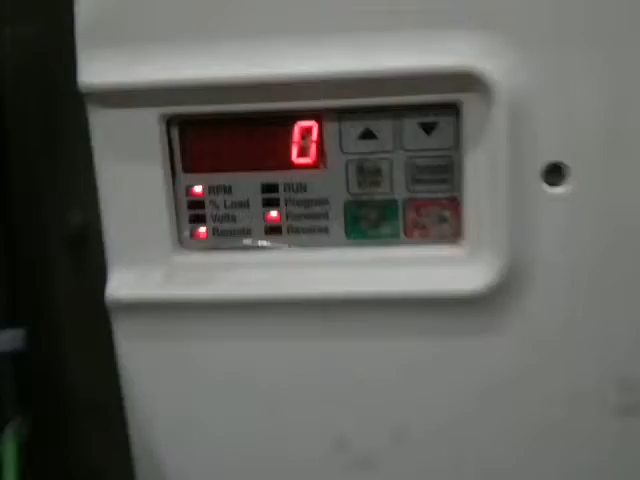 0
RPM RUN
% Load Program
Volts Forward
Remote Reverse